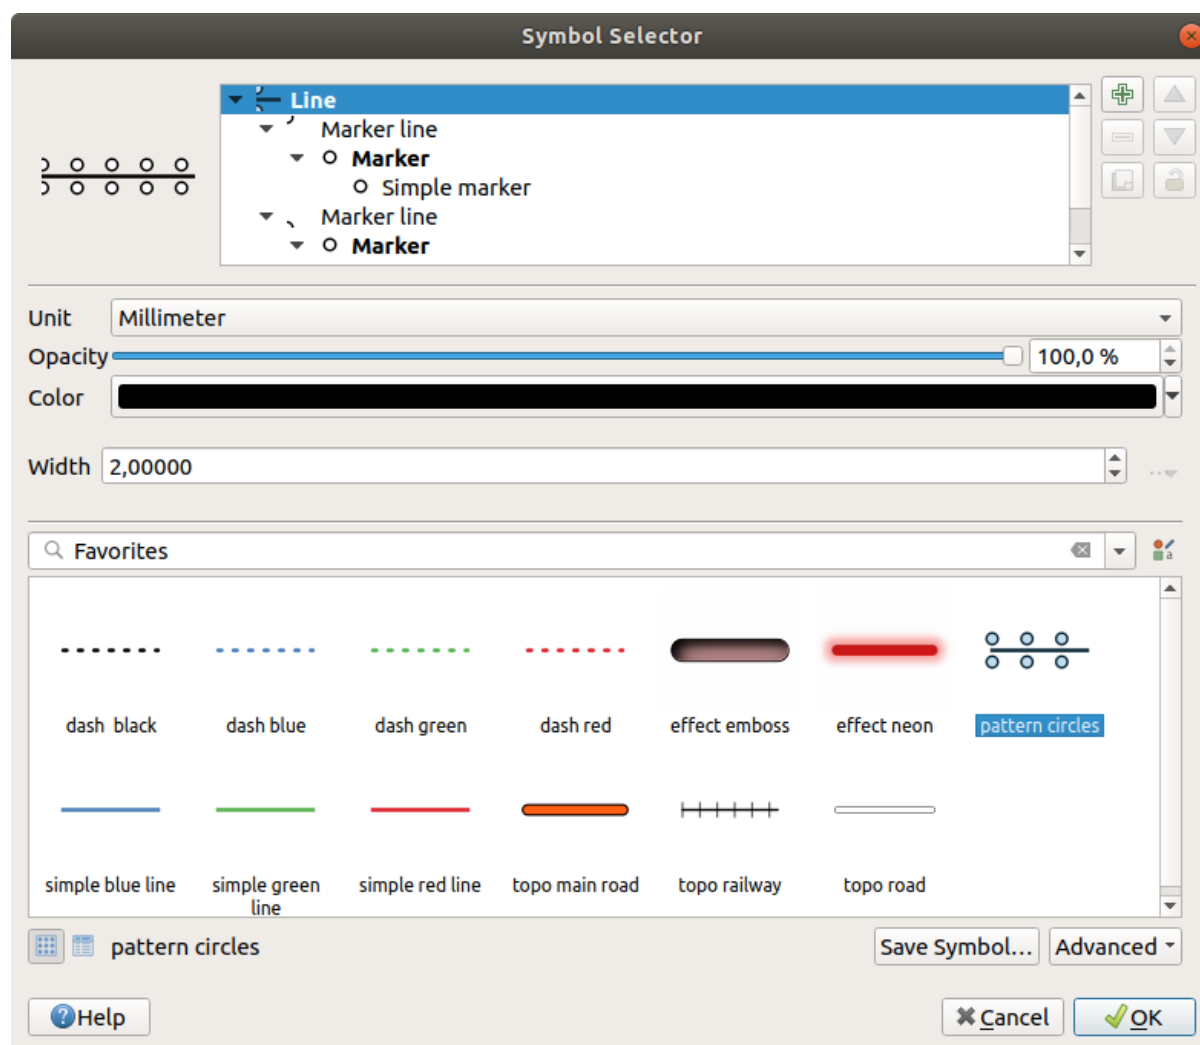 Symbol Selector
Line
Marker line
Marker
Simple marker
Marker line
Marker
Unit Millimeter
Opacity 100,0 %
Color
Width 2,00000
Favorites
a
dash  black dash blue dash green dash red effect emboss effect neon pattern circles
simple blue line simple green simple red line topo main road topo railway topo road
line
pattern circles Save Symbol... Advanced
?Help Cancel OK